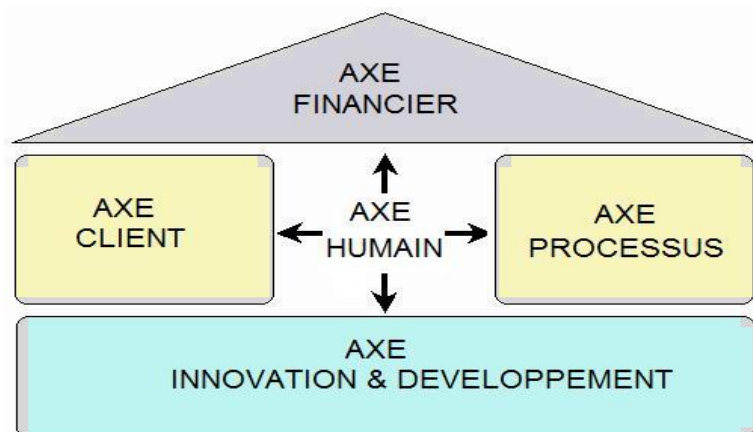 AXE
FINANCIER
AXE
CLIENT
AXE
HUMAIN
AXE
PROCESSUS
AXE
INNOVATION & DEVELOPPEMENT